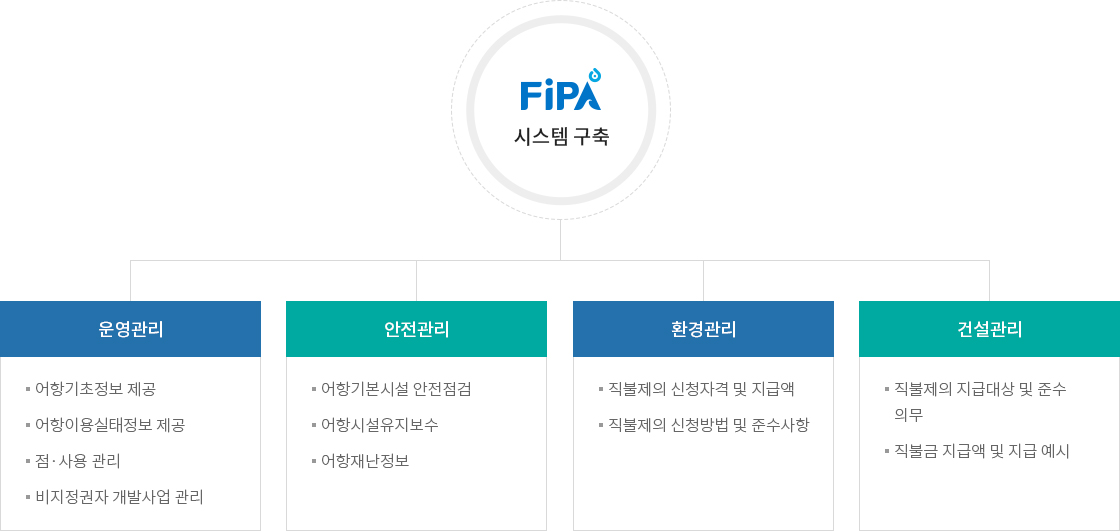 FiPA
시스템 구축
운영관리
어항기초정보 제공
어항이용실태정보 제공
점·사용 관리
비지정권자 개발사업 관리
안전관리
어항기본시설 안전점검
어항시설유지보수
어항재난정보
환경관리
직불제의 신청자격 및 지급액
직불제의 신청방법 및 준수사항
건설관리
직불제의 지급대상 및 준수
의무
직불금 지급액 및 지급 예시